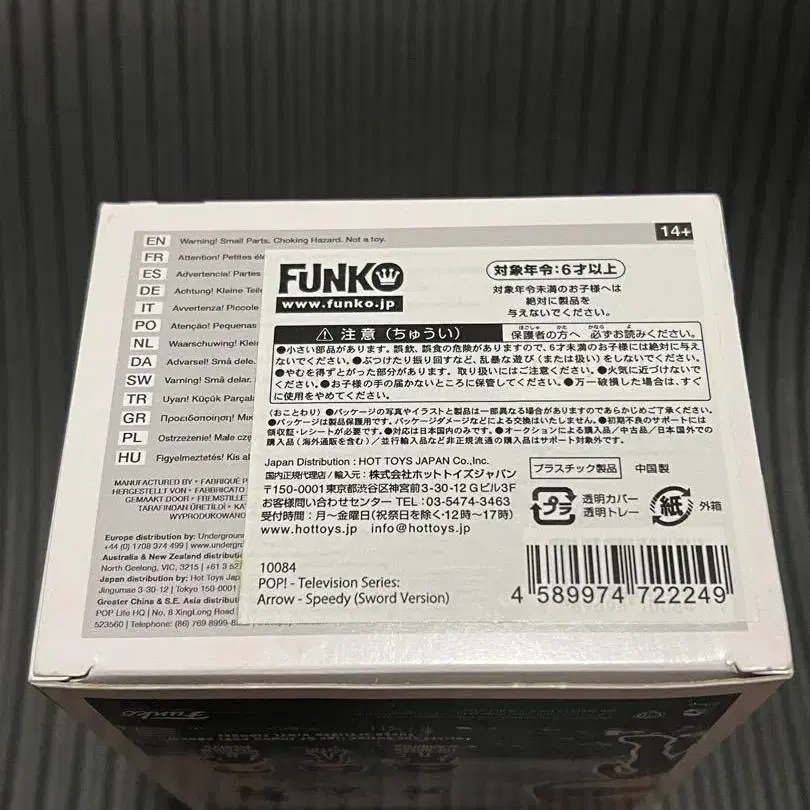 14+
EN Warning! Small Parts. Choking Hazard. Not a toy.
FR Attention! Petites
ES Advertencia! Partes
DE Achtung! Kleine Teile
IT Avvertenza! Piccole
PO Atenção! Pequenas
NL Waarschuwing! Klei
DA Advarsel! Små dele.
SW Varning! Små delar.
TR Uyarı! Küçük Parçala
GR Προειδοποίηση!
PL Ostrzeżenie! Małe
HU Figyelmeztetés! Kis
MANUFACTURED BY • FABRIQUÉ
HERGESTELLT VON • FABBRICATO
GEMAAKT DOOR • FREMSTILLE
TARAFINDAN ÜRETİLDİ
WYPRODUKOWANO
Europe distribution by: Underground
+44 (0) 1708 374 499 | www.undergr
Australia & New Zealand distribution
North Geelong, VIC, 3215 | +61 3
Japan distribution by: Hot Toys Jap
Jingumae 3-30-12 | Tokyo 150-0001
Greater China & S.E. Asia distribu
POP Life HQ | No. 8 XingLong Road
523560 | Telephone: (86) 769 8999-8
FUNKO
www.funko.jp
対象年令:6才以上
対象年令未満のお子様へは
絶対に製品を
与えないでください。
注意(ちゅうい) 保護者の方へ 必ずお読みください。
●小さい部品があります。誤飲、誤食の危険がありますので、6才未満のお子様には絶対に与え
ないでください。●ぶつけたり振り回すなど、乱暴な遊び(または扱い)をしないでください。
●やむを得ずとがった部分があります。取り扱いにはご注意ください。●火気に近づけない
でください。●お子様の手の届かないところに保管してください。●万一破損した場合は、すぐ
に使用をやめてください。
(おことわり)●パッケージの写真やイラストと製品は一部異なる場合がありますのであらかじめご了承ください。
●パッケージは製品保護用です。パッケージダメージなどによる交換はいたしません。●初期不良のサポートには
領収証・レシートが必要です。●対応は日本国内のみです。●オークションによる購入品/中古品/日本国外での
購入品(海外通販を含む)/並行輸入品など非正規流通の購入品はサポート対象外です。
Japan Distribution : HOT TOYS JAPAN Co.,Inc.
国内正規代理店/輸入元:株式会社ホットトイズジャパン
〒150-0001東京都渋谷区神宮前3-30-12 Gビル3F
お客様問い合わせセンター TEL:03-5474-3463
受付時間:月〜金曜日(祝祭日を除く・12時〜17時)
www.hottoys.jp info@hottoys.jp
プラスチック製品 中国製
プラ 透明カバー
透明トレー
紙 外箱
10084
POP! - Television Series:
Arrow - Speedy (Sword Version)
4 589974 722249
Funko